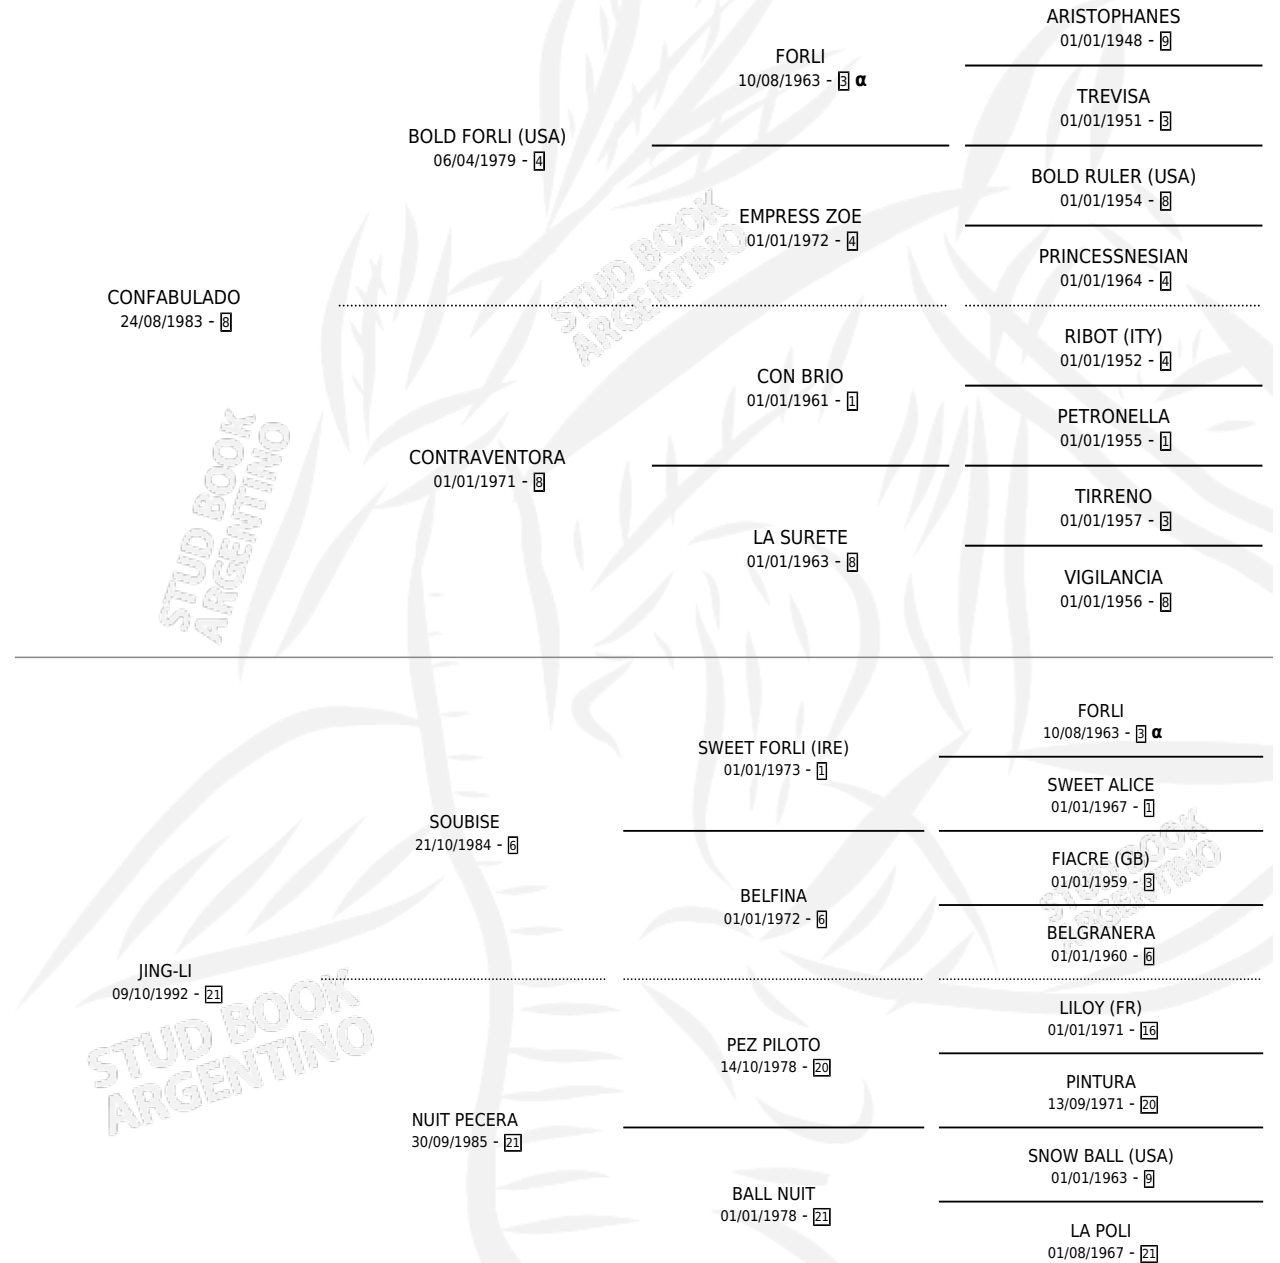 ARISTOPHANES
01/01/1948 - 9
FORLI
10/08/1963 - 3 α
TREVISA
01/01/1951 - 3
BOLD FORLI (USA)
06/04/1979 - 4
BOLD RULER (USA)
01/01/1954 - 8
EMPRESS ZOE
01/01/1972 - 4
PRINCESSNESIAN
01/01/1964 - 4
CONFABULADO
24/08/1983 - 8
RIBOT (ITY)
01/01/1952 - 4
CON BRIO
01/01/1961 - 1
PETRONELLA
01/01/1955 - 1
CONTRAVENTORA
01/01/1971 - 8
TIRRENO
01/01/1957 - 3
LA SURETE
01/01/1963 - 8
VIGILANCIA
01/01/1956 - 8
FORLI
10/08/1963 - 3 α
SWEET FORLI (IRE)
01/01/1973 - 1
SWEET ALICE
01/01/1967 - 1
SOUBISE
21/10/1984 - 6
FIACRE (GB)
01/01/1959 - 3
BELFINA
01/01/1972 - 6
BELGRANERA
01/01/1960 - 6
JING-LI
09/10/1992 - 21
LILOY (FR)
01/01/1971 - 16
PEZ PILOTO
14/10/1978 - 20
PINTURA
13/09/1971 - 20
NUIT PECERA
30/09/1985 - 21
SNOW BALL (USA)
01/01/1963 - 9
BALL NUIT
01/01/1978 - 21
LA POLI
01/08/1967 - 21
STUD BOOK
ARGENTINO
STUD BOOK
ARGENTINO
STUD BOOK
ARGENTINO
STUD BOOK
ARGENTINO